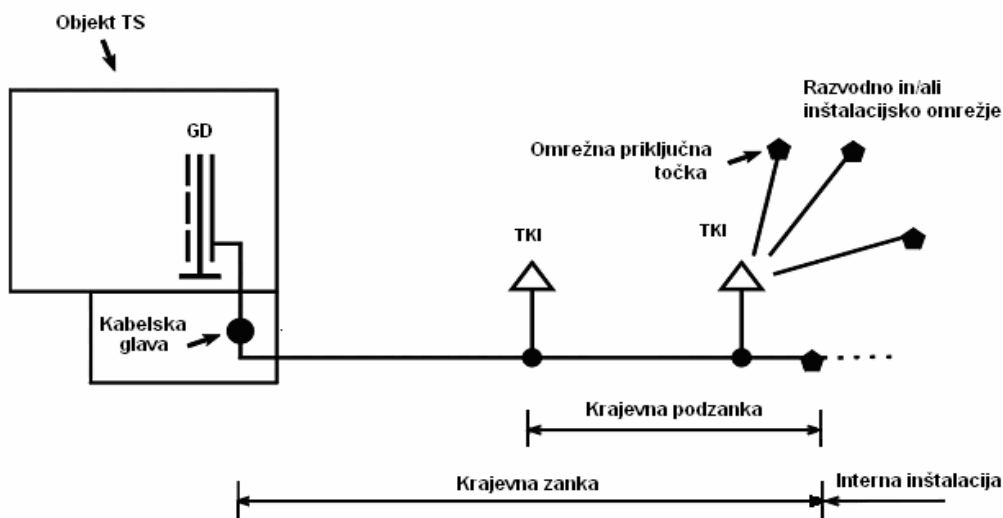 Objekt TS
GD
Razvodno in/ali
inštalacijsko omrežje
Omrežna priključna
točka
TKI
TKI
Kabelska
glava
Krajevna podzanka
Krajevna zanka
Interna inštalacija